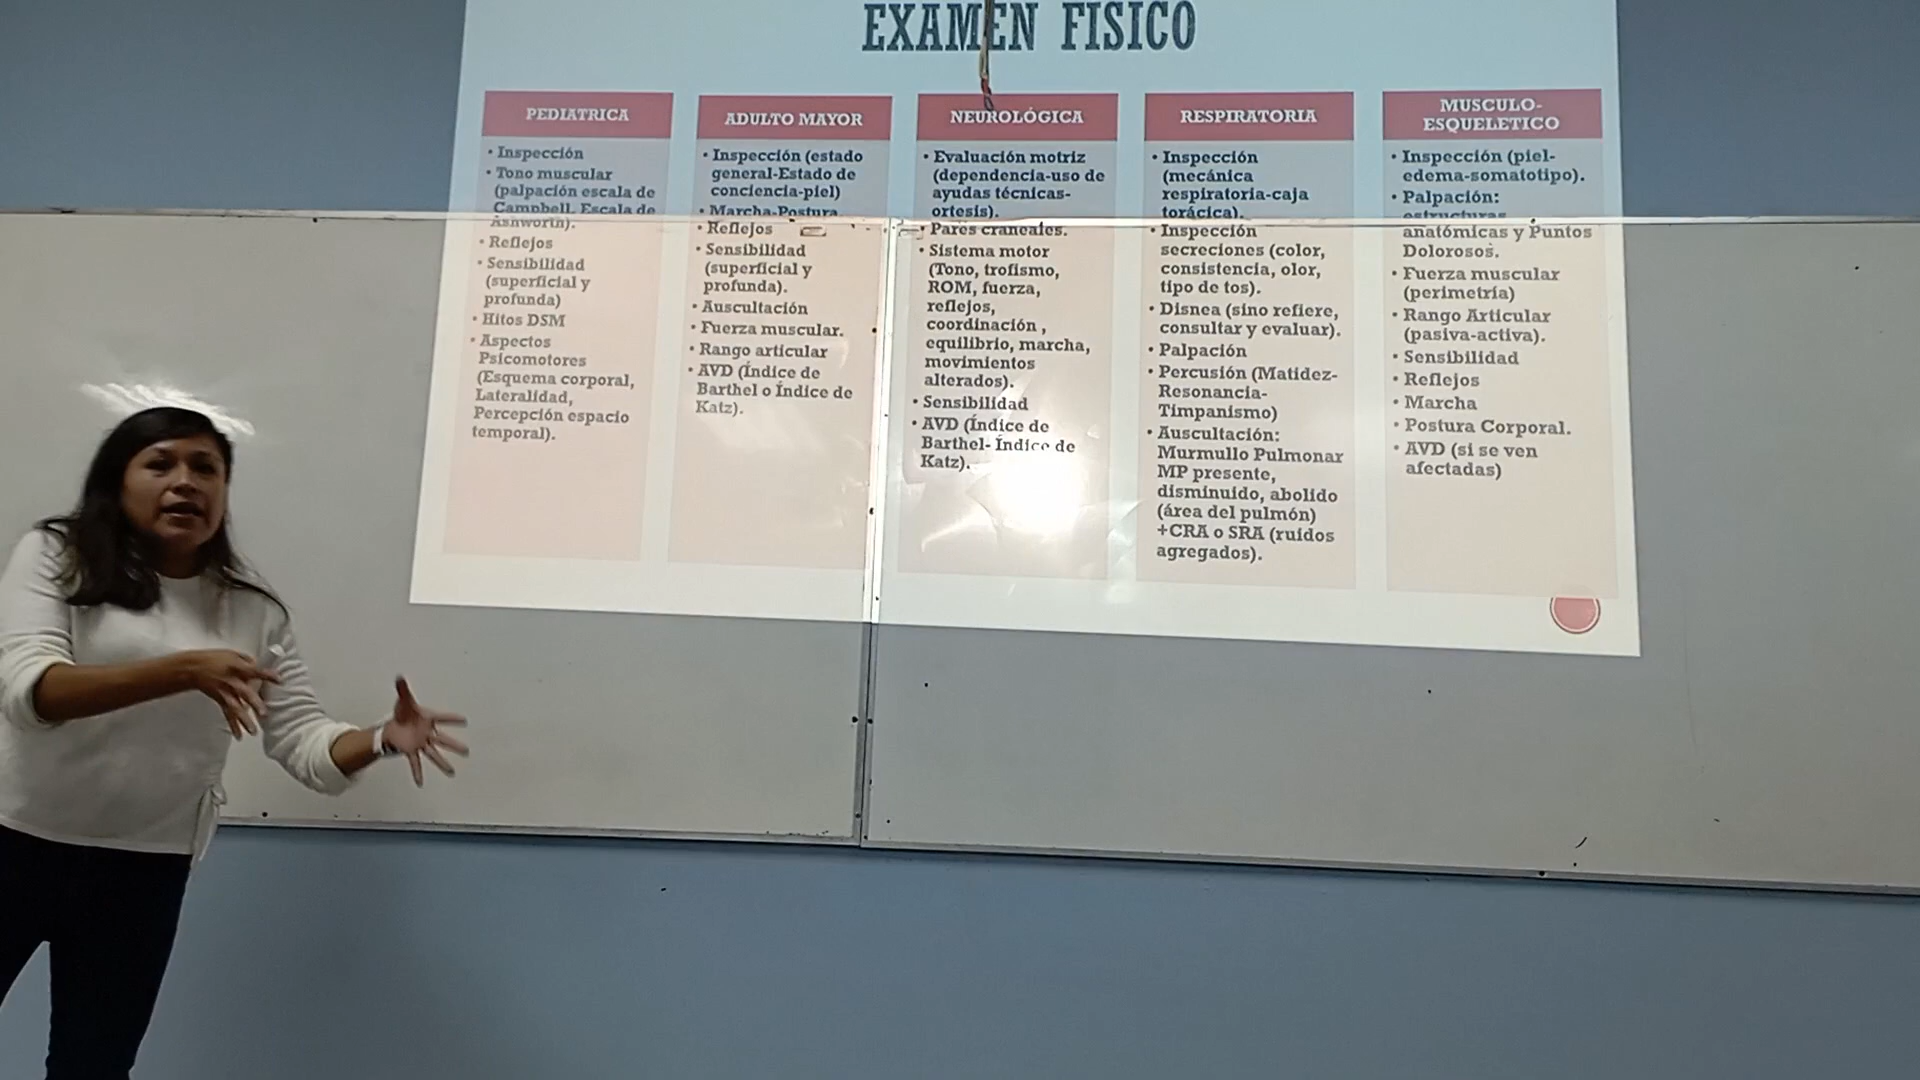 EXAMEN FISICO
PEDIATRICA
• Inspección
• Tono muscular
(palpación escala de
Campbell. Escala de
Ashworth).
• Reflejos
• Sensibilidad
(superficial y
profunda)
• Hitos DSM
• Aspectos
Psicomotores
(Esquema corporal,
Lateralidad,
Percepción espacio
temporal).
ADULTO MAYOR
• Inspección (estado
general-Estado de
conciencia-piel)
• Marcha-Postura
• Reflejos
• Sensibilidad
(superficial y
profunda).
• Auscultación
• Fuerza muscular.
• Rango articular
• AVD (Índice de
Barthel o Índice de
Katz).
NEUROLÓGICA
• Evaluación motriz
(dependencia-uso de
ayudas técnicas-
ortesis).
• Pares craneales.
• Sistema motor
(Tono, trofismo,
ROM, fuerza,
reflejos,
coordinación ,
equilibrio, marcha,
movimientos
alterados).
• Sensibilidad
• AVD (Índice de
Barthel- Índice de
Katz).
RESPIRATORIA
• Inspección
(mecánica
respiratoria-caja
torácica).
• Inspección
secreciones (color,
consistencia, olor,
tipo de tos).
• Disnea (sino refiere,
consultar y evaluar).
• Palpación
• Percusión (Matidez-
Resonancia-
Timpanismo)
• Auscultación:
Murmullo Pulmonar
MP presente,
disminuido, abolido
(área del pulmón)
+CRA o SRA (ruidos
agregados).
MUSCULO-
ESQUELETICO
• Inspección (piel-
edema-somatotipo).
• Palpación:
estructuras
anatómicas y Puntos
Dolorosos.
• Fuerza muscular
(perimetría)
• Rango Articular
(pasiva-activa).
• Sensibilidad
• Reflejos
• Marcha
• Postura Corporal.
• AVD (si se ven
afectadas)